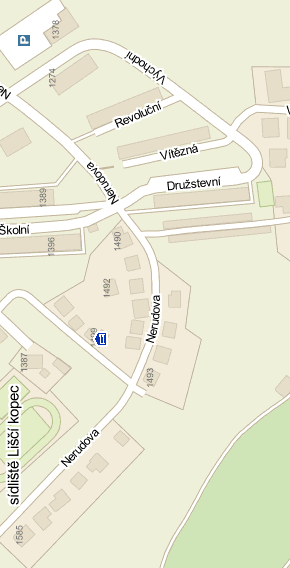 1378
P
1274
Východní
Ne
Revoluční
Nerudova
Vítězná
Družstevní
1389
Školní
1396
1490
1492
Nerudova
1387
1493
sídliště Liščí kopec
Nerudova
1585